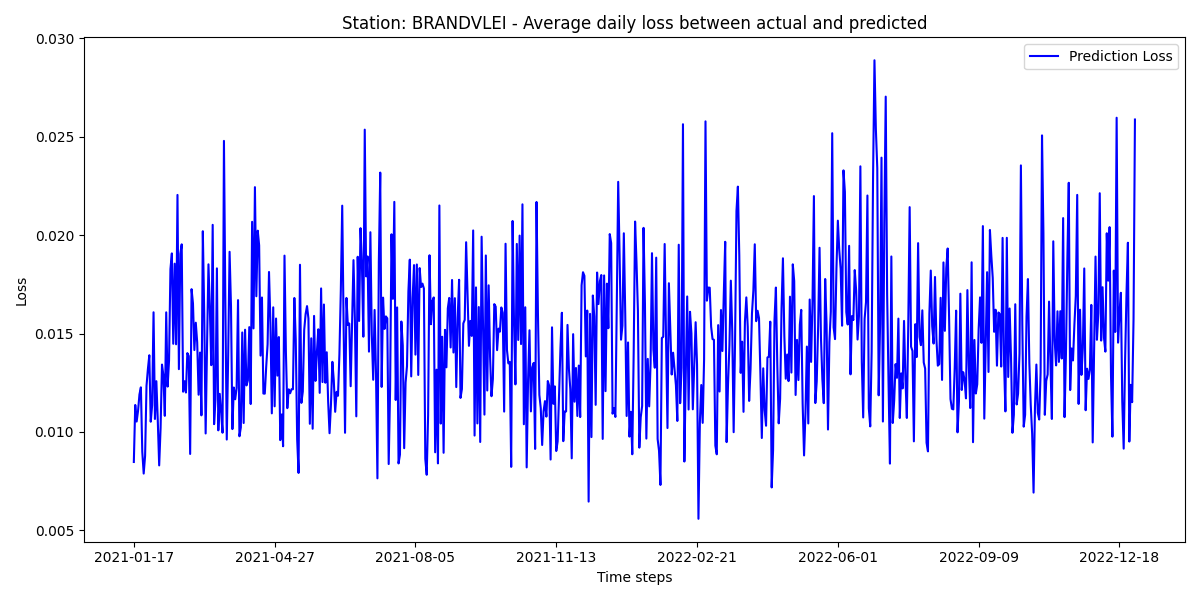 Station: BRANDVLEI - Average daily loss between actual and predicted
Prediction Loss
0.030
0.025
0.020
0.015
0.010
0.005
Loss
2021-01-17 2021-04-27 2021-08-05 2021-11-13 2022-02-21 2022-06-01 2022-09-09 2022-12-18
Time steps